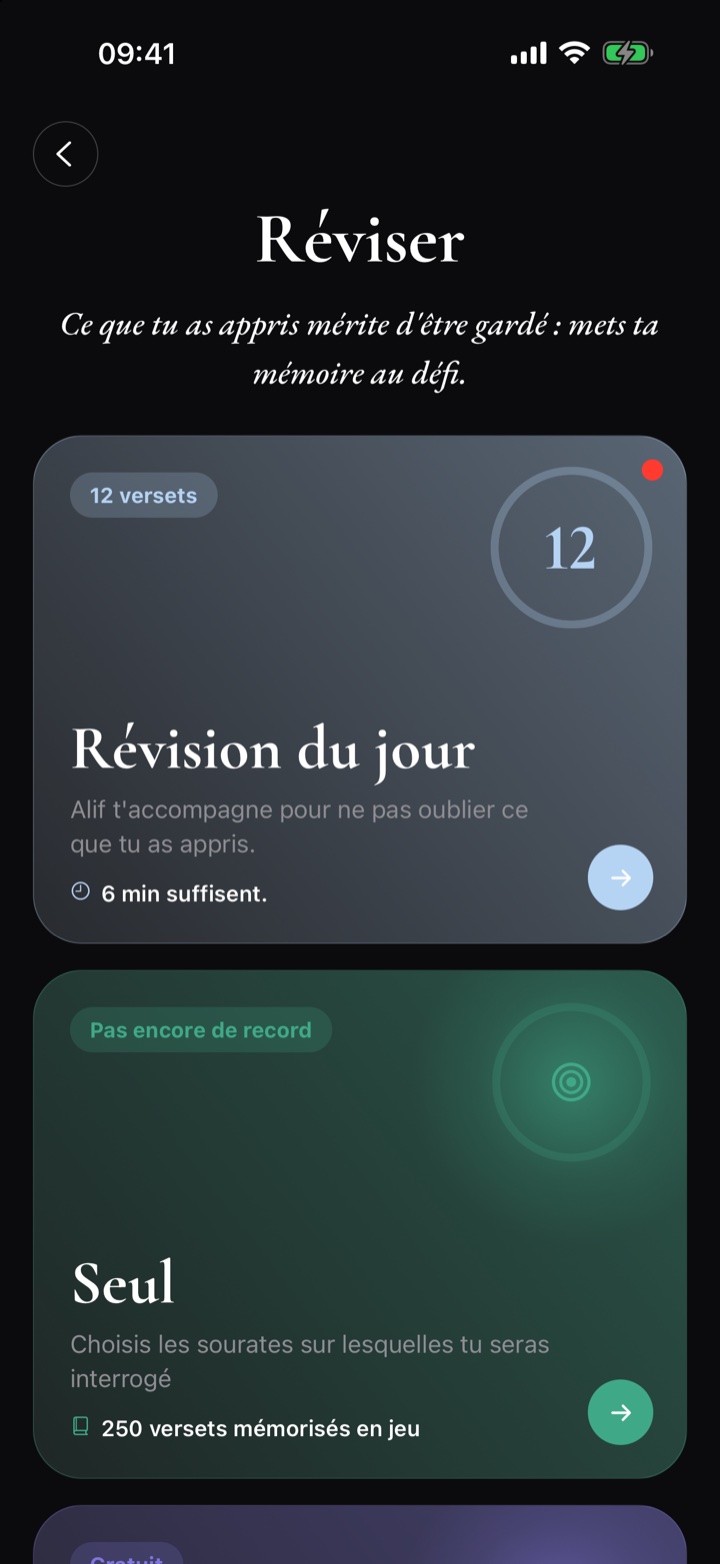 09:41
Réviser
Ce que tu as appris mérite d'être gardé : mets ta
mémoire au défi.
12 versets
12
Révision du jour
Alif t'accompagne pour ne pas oublier ce
que tu as appris.
6 min suffisent.
Pas encore de record
Seul
Choisis les sourates sur lesquelles tu seras
interrogé
250 versets mémorisés en jeu
Gratuit